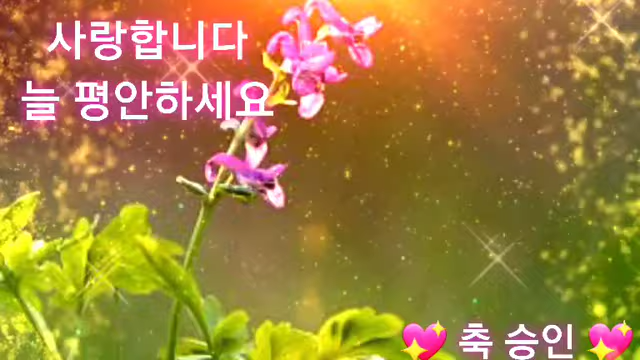 사랑합니다
늘 평안하세요
💖 축 승인 💖